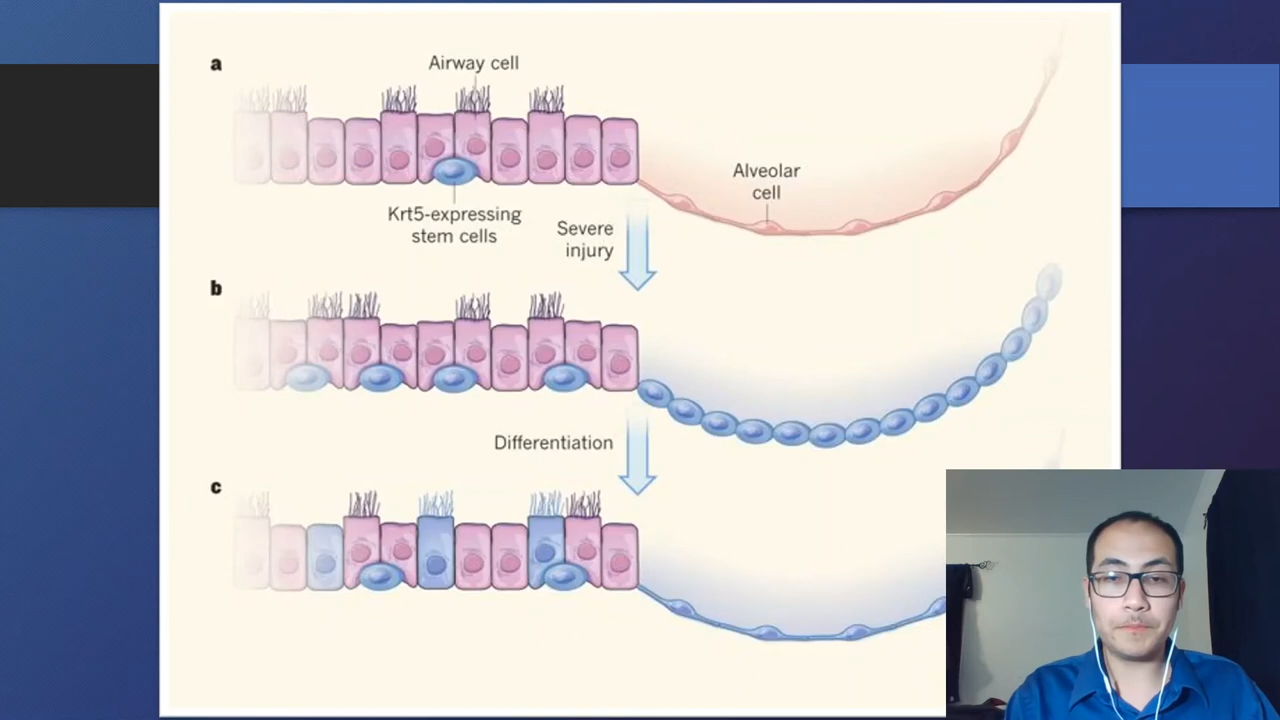 a
Airway cell
Alveolar
cell
Krt5-expressing
stem cells
Severe
injury
b
Differentiation
c